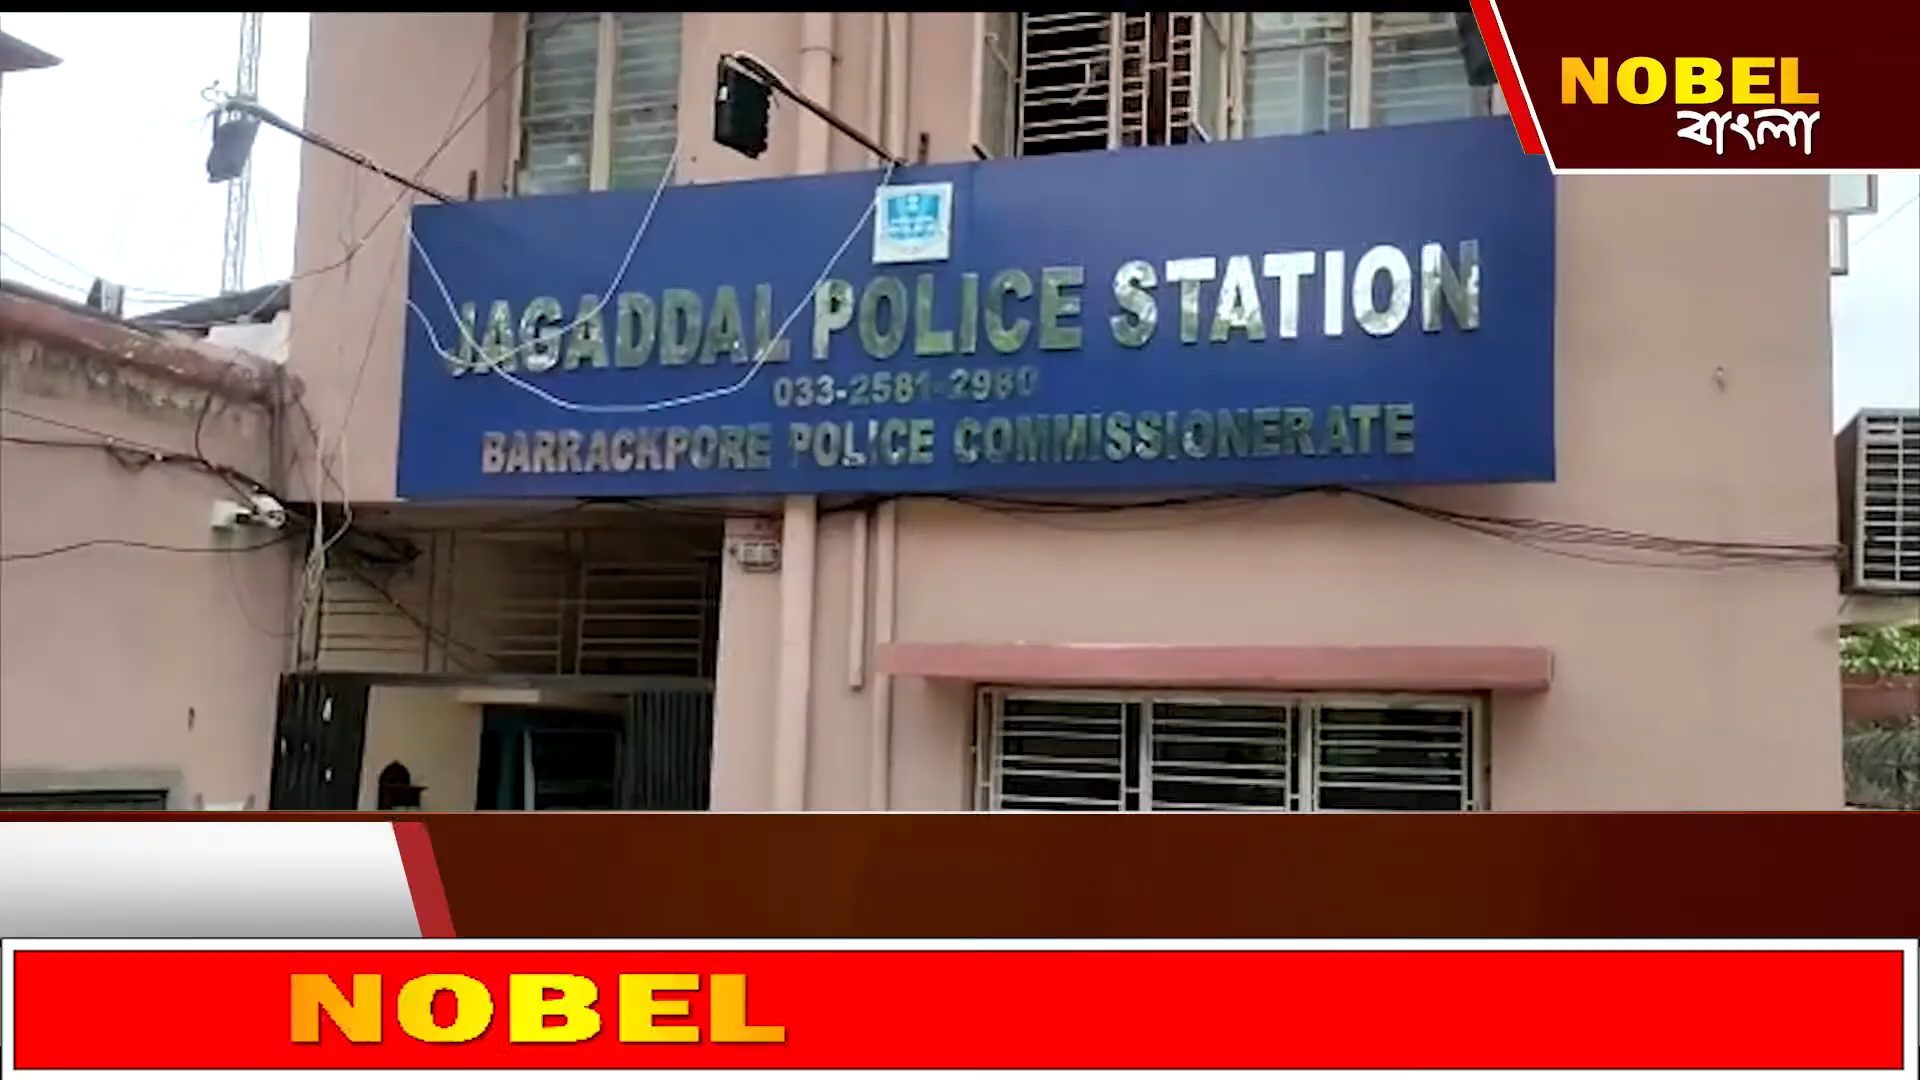 NOBEL
বাংলা
JAGADDAL POLICE STATION
033-2581-2980
BARRACKPORE POLICE COMMISSIONERATE
NOBEL